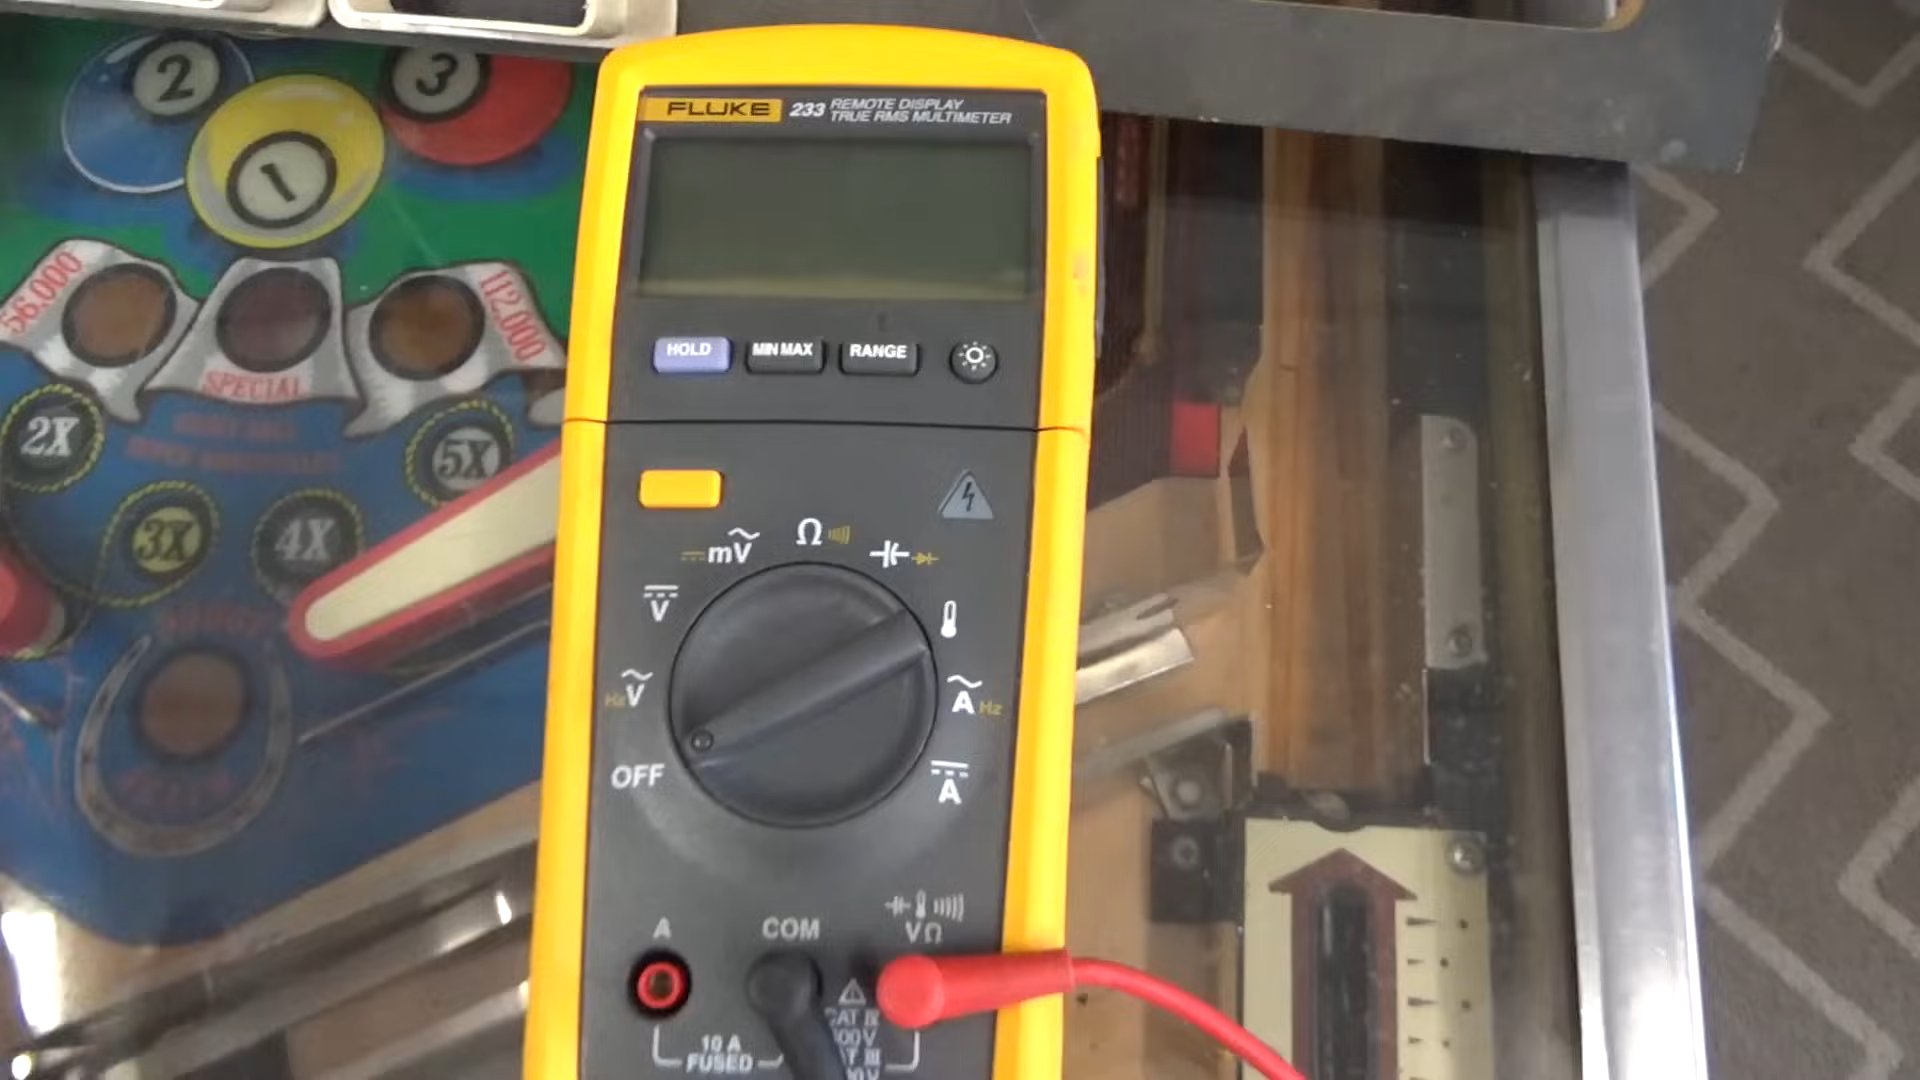 2
3
1
FLUKE 233 REMOTE DISPLAY
TRUE RMS MULTIMETER
56,000
112,000
SPECIAL
HOLD
MIN MAX
RANGE
2X
5X
3X
4X
mV
Ω
V
Hz V
A Hz
OFF
A
A
COM
VΩ
10 A
FUSED